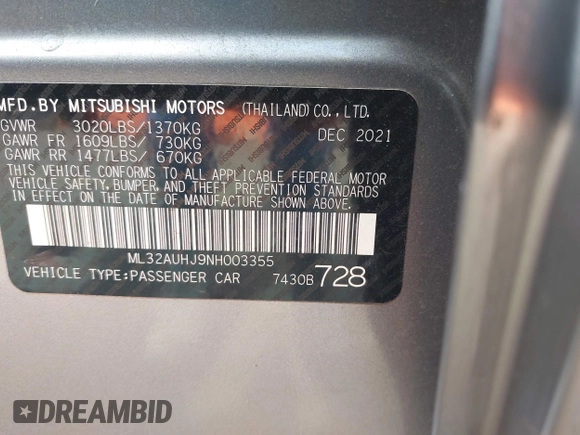 MFD.BY MITSUBISHI MOTORS (THAILAND)CO.,LTD.
GVWR 3020LBS/1370KG DEC 2021
GAWR FR 1609LBS/ 730KG
GAWR RR 1477LBS/ 670KG
THIS VEHICLE CONFORMS TO ALL APPLICABLE FEDERAL MOTOR
VEHICLE SAFETY, BUMPER, AND THEFT PREVENTION STANDARDS
IN EFFECT ON THE DATE OF MANUFACTURE SHOWN ABOVE.
ML32AUHJ9NH003355
VEHICLE TYPE:PASSENGER CAR 7430B 728
DREAMBID